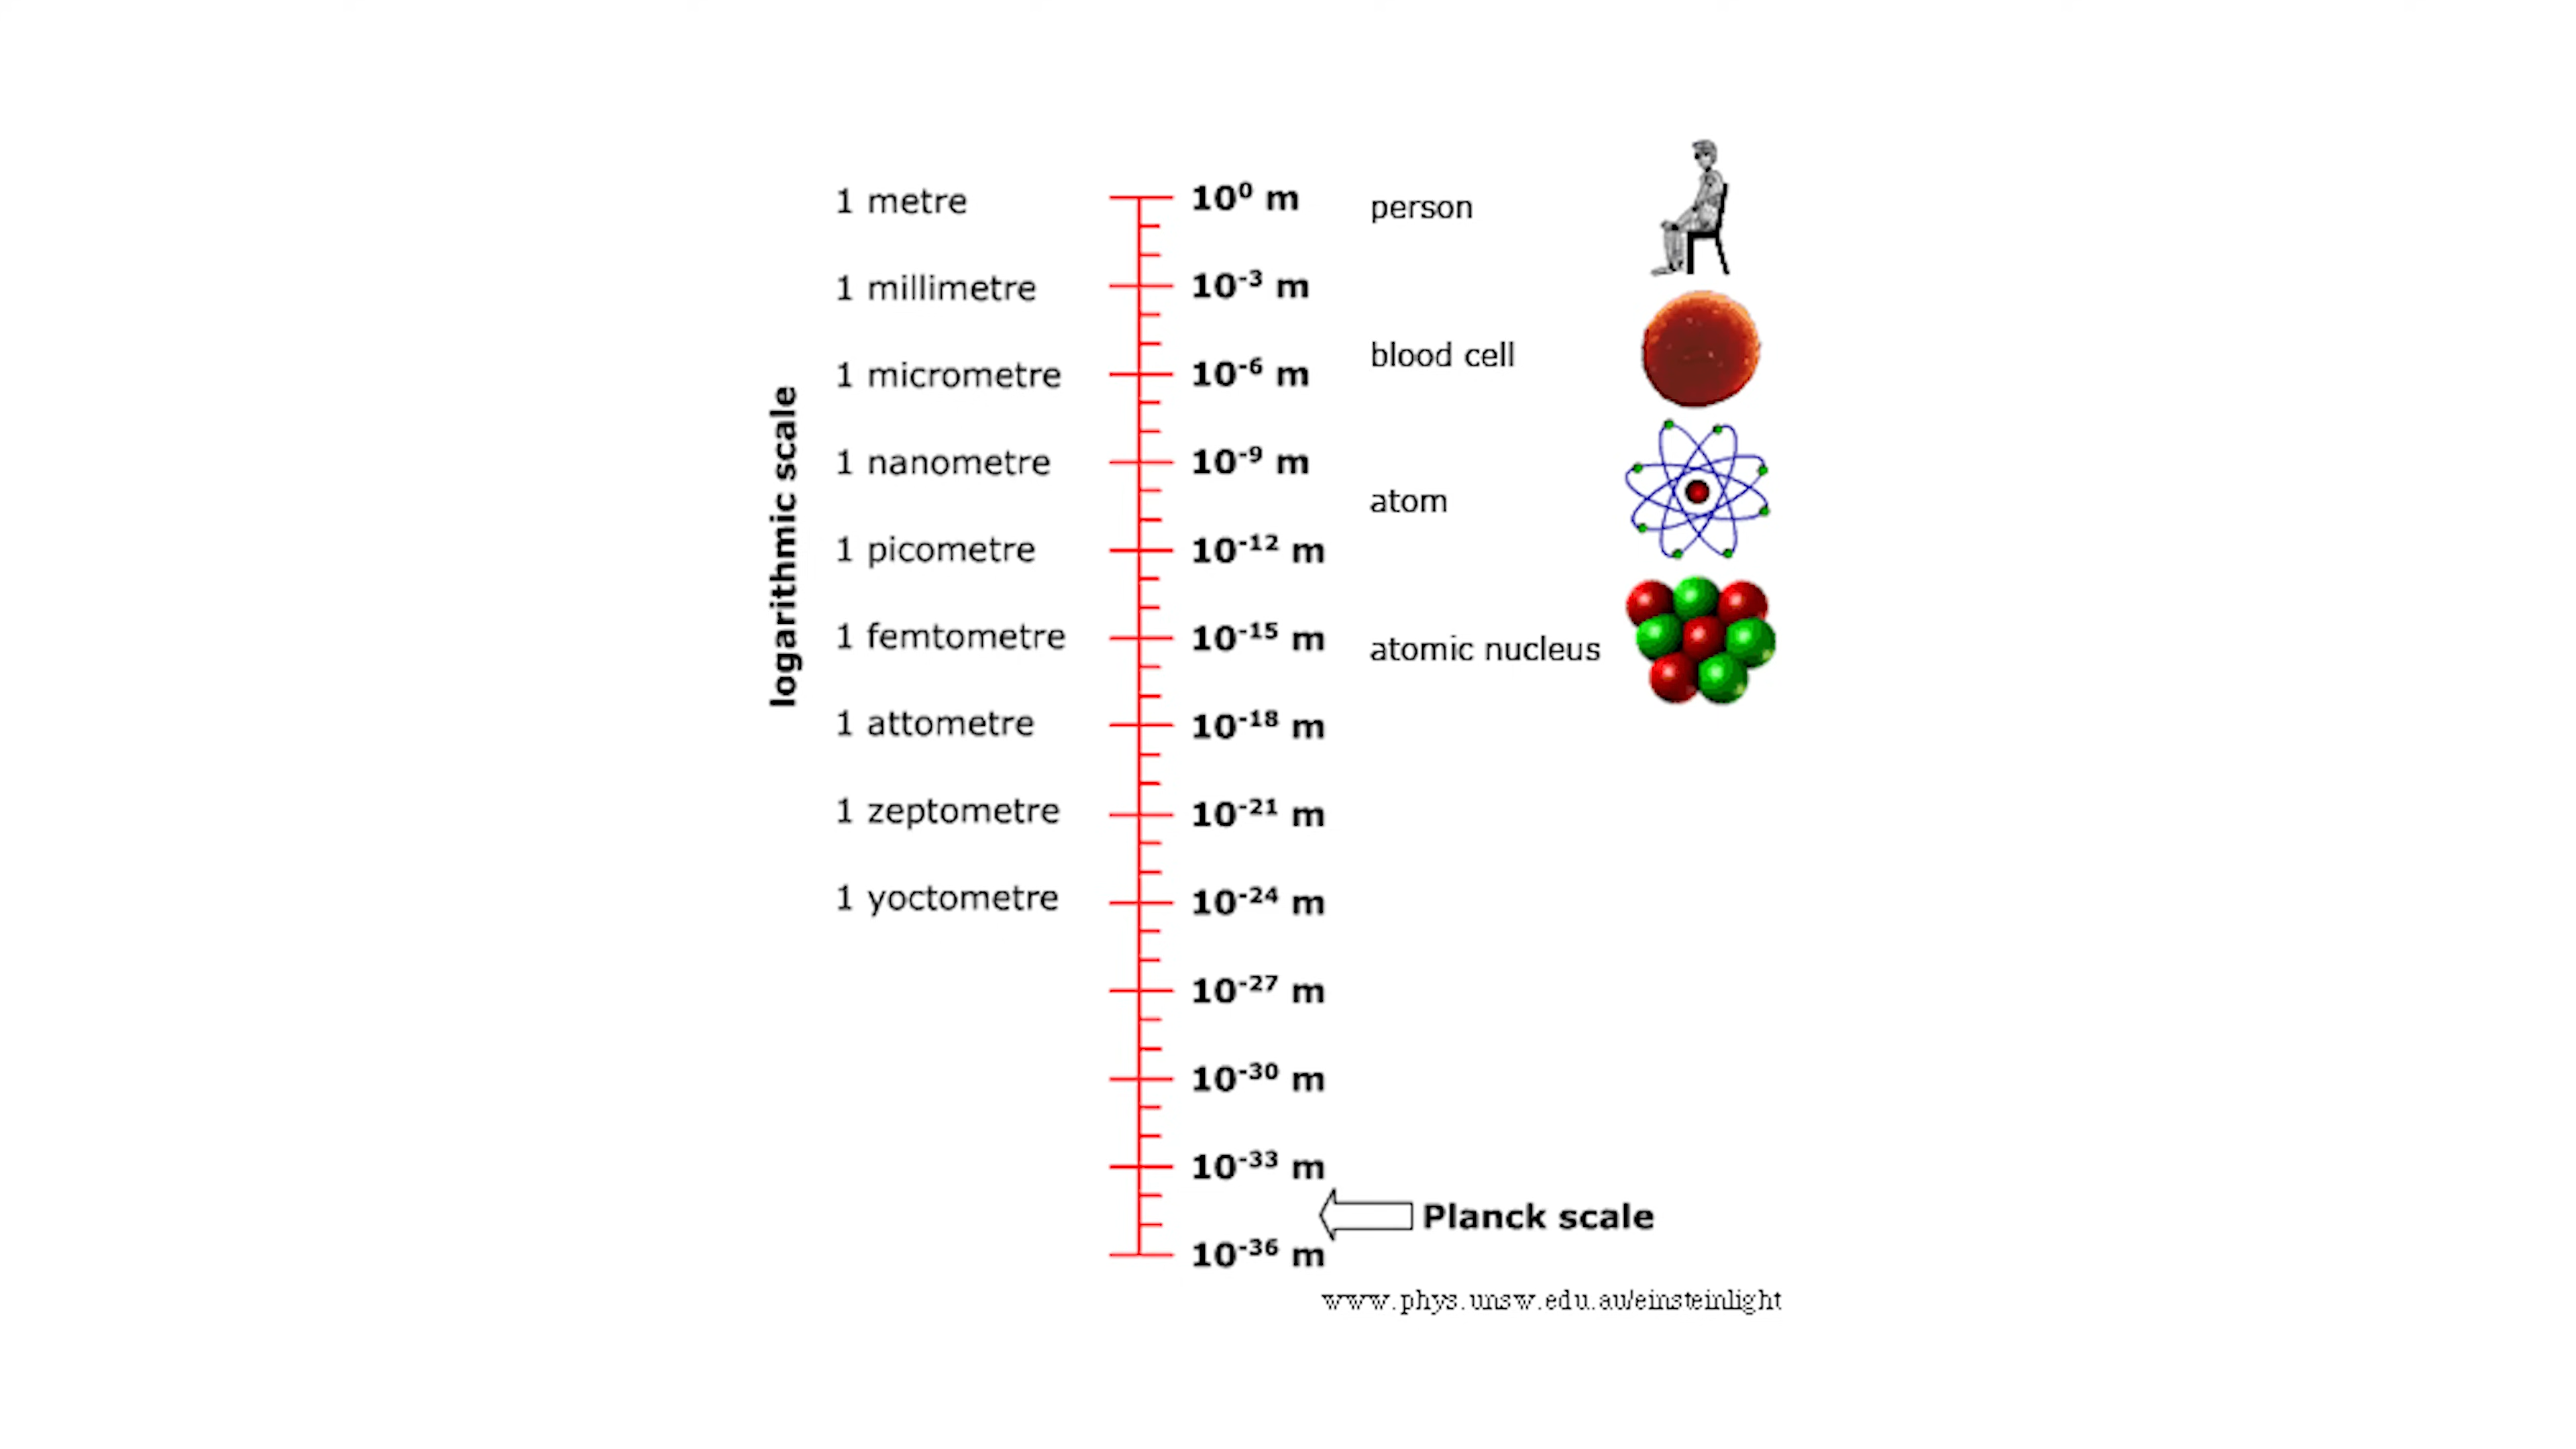 logarithmic scale
1 metre 10⁰ m person
1 millimetre 10⁻³ m
blood cell
1 micrometre 10⁻⁶ m
1 nanometre 10⁻⁹ m
atom
1 picometre 10⁻¹² m
1 femtometre 10⁻¹⁵ m atomic nucleus
1 attometre 10⁻¹⁸ m
1 zeptometre 10⁻²¹ m
1 yoctometre 10⁻²⁴ m
10⁻²⁷ m
10⁻³⁰ m
10⁻³³ m
Planck scale
10⁻³⁶ m
www.phys.unsw.edu.au/einsteinlight